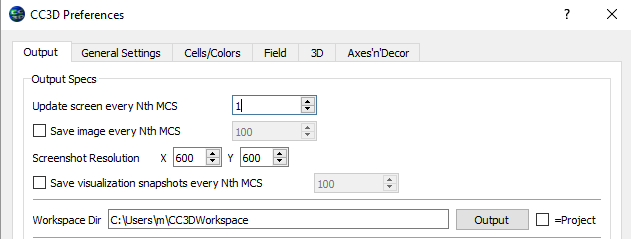 CC3D Preferences ? ×
Output General Settings Cells/Colors Field 3D Axes'n'Decor
Output Specs
Update screen every Nth MCS 1
Save image every Nth MCS 100
Screenshot Resolution X 600 Y 600
Save visualization snapshots every Nth MCS 100
Workspace Dir C:\Users\m\CC3DWorkspace Output =Project